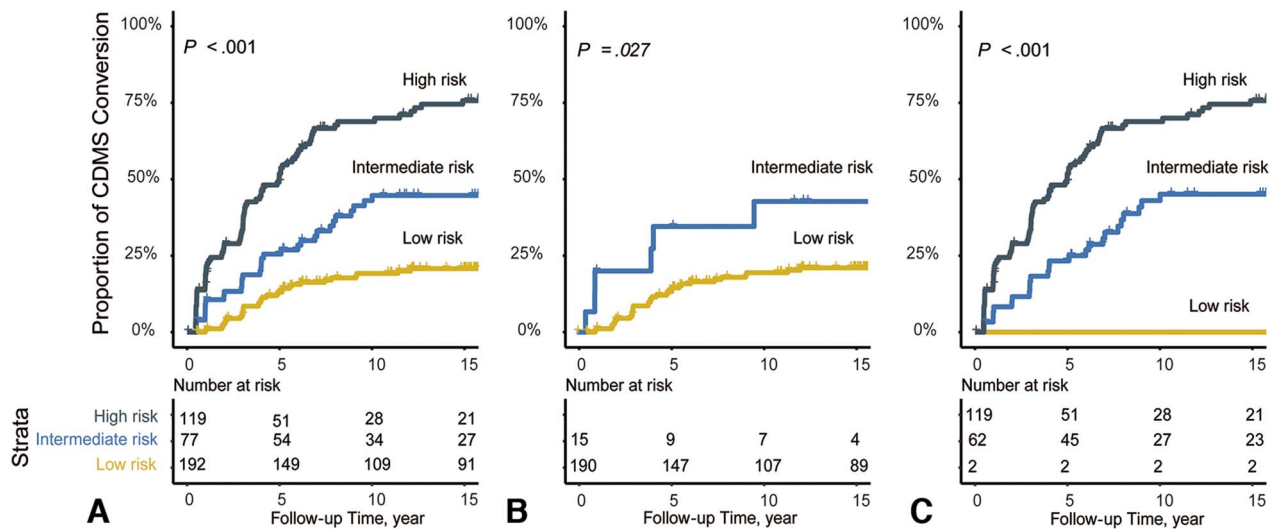 Proportion of CDMS Conversion
100%
75%
50%
25%
0%
P <.001
High risk
Intermediate risk
Low risk
0 5 10 15
Number at risk
Strata
High risk 119 51 28 21
Intermediate risk 77 54 34 27
Low risk 192 149 109 91
0 5 10 15
Follow-up Time, year
A
100%
75%
50%
25%
0%
P =.027
Intermediate risk
Low risk
0 5 10 15
Number at risk
15 9 7 4
190 147 107 89
0 5 10 15
Follow-up Time, year
B
100%
75%
50%
25%
0%
P <.001
High risk
Intermediate risk
Low risk
0 5 10 15
Number at risk
119 51 28 21
62 45 27 23
2 2 2 2
0 5 10 15
Follow-up Time, year
C